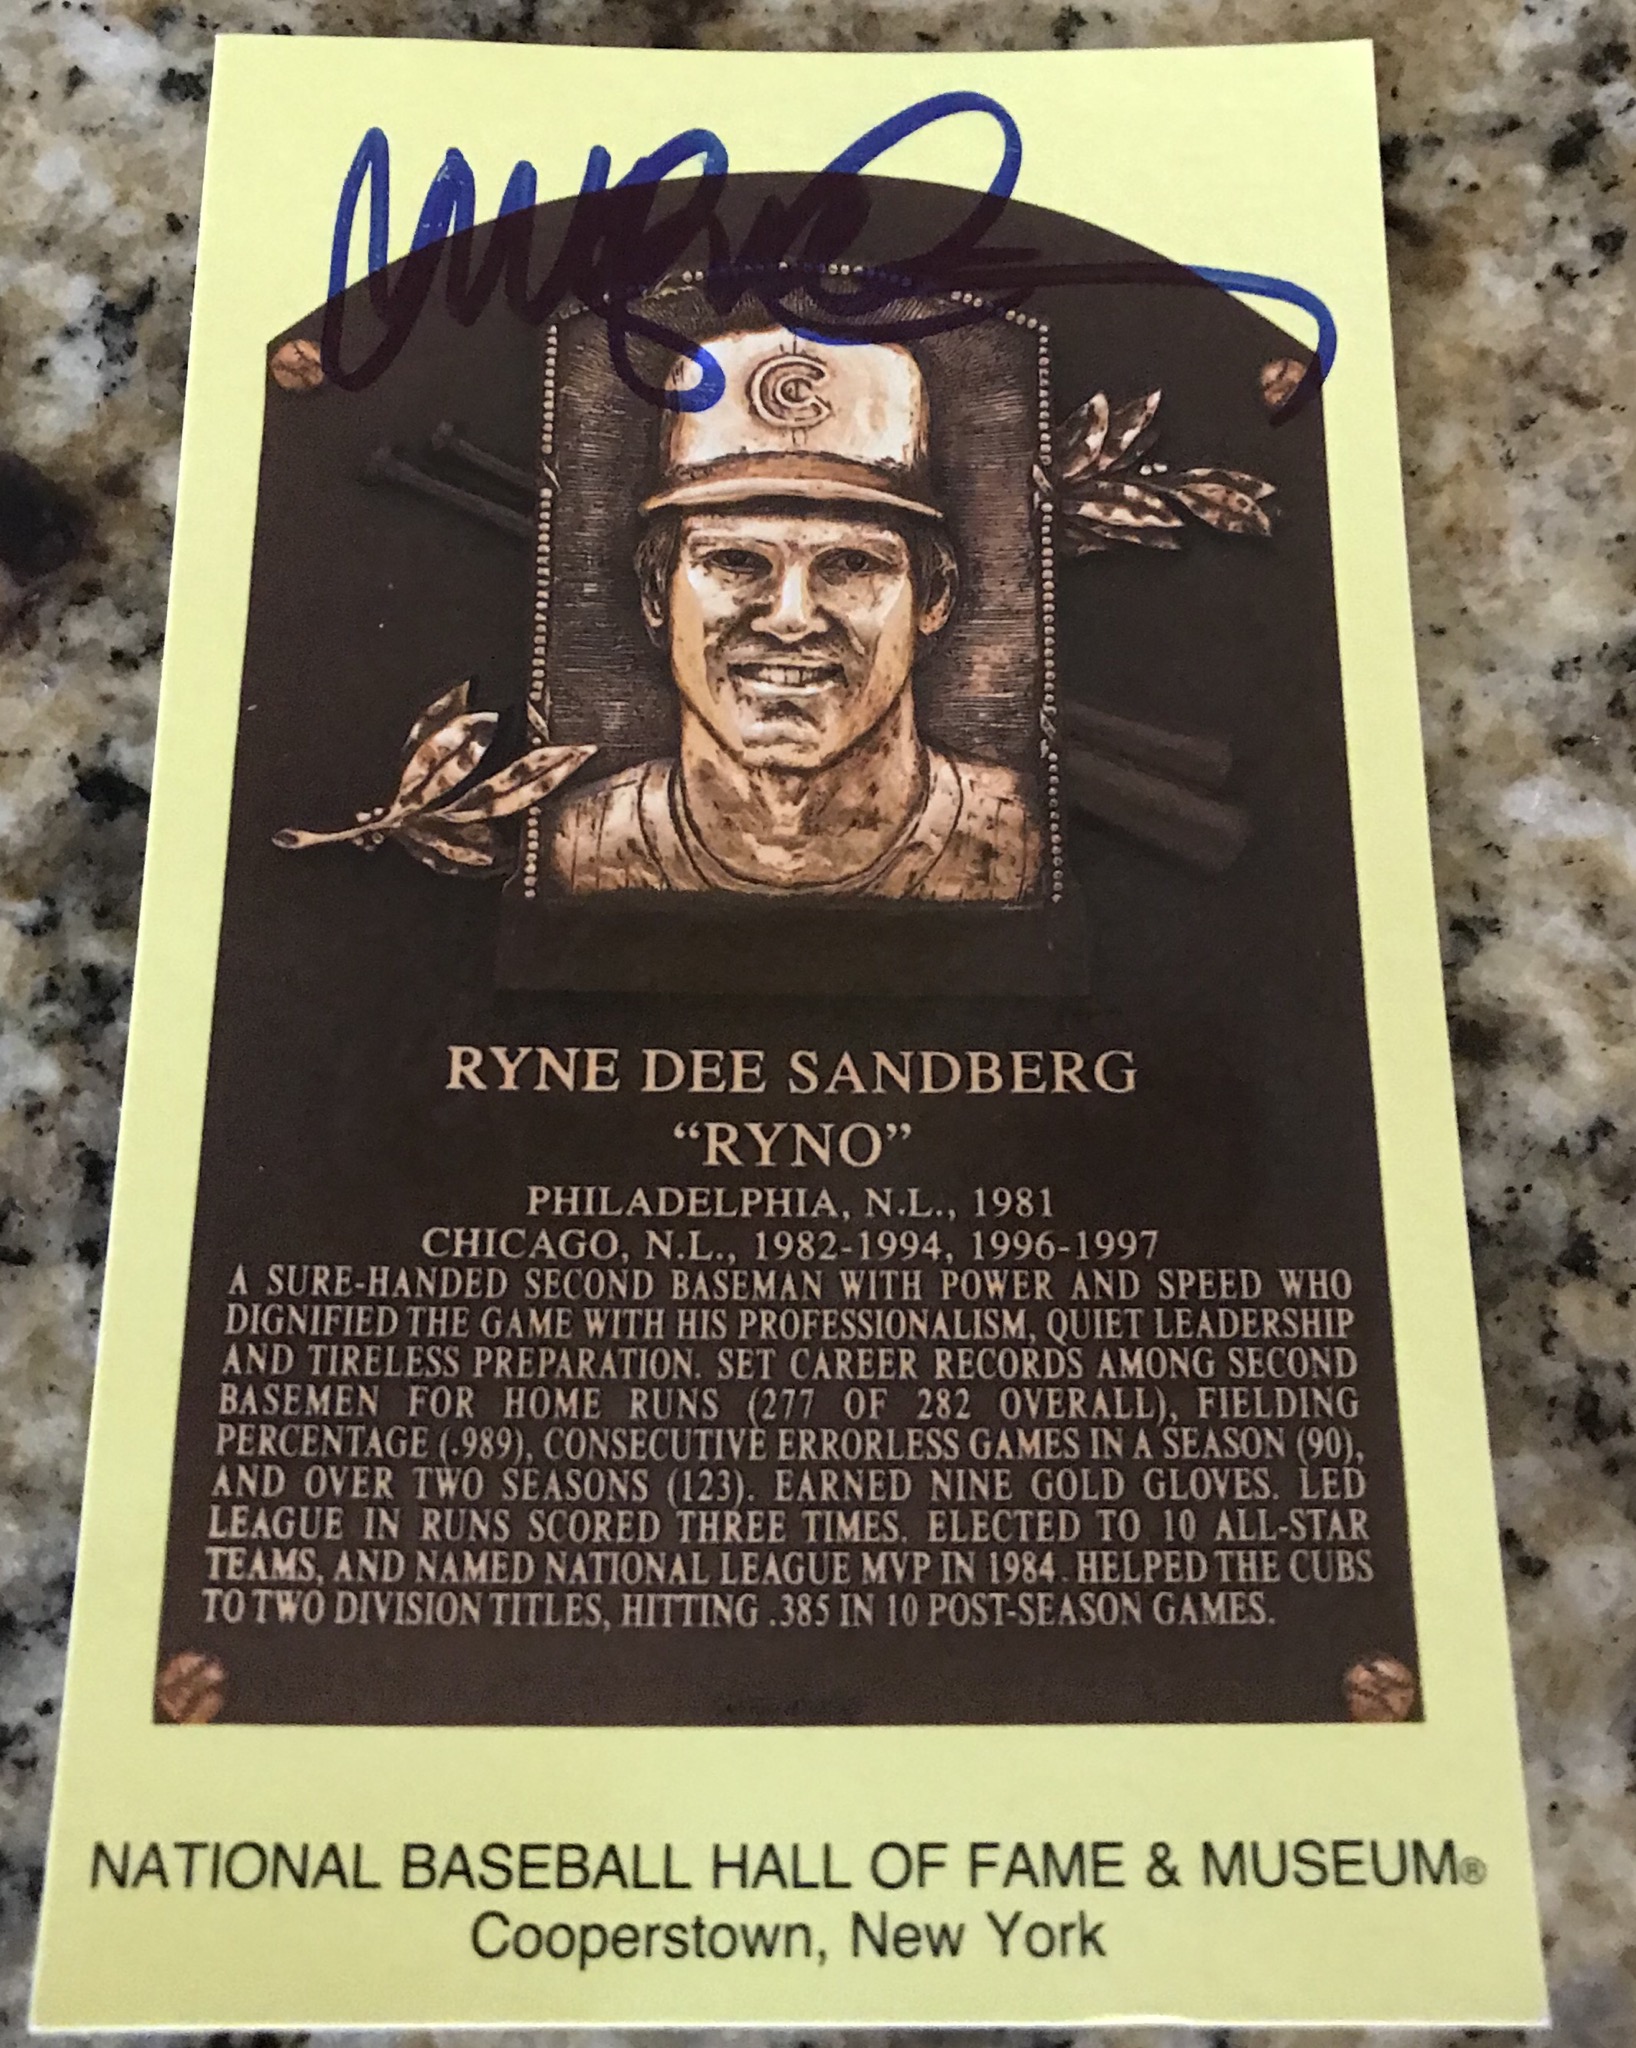 C
RYNE DEE SANDBERG
“RYNO”
PHILADELPHIA, N.L., 1981
CHICAGO, N.L., 1982-1994, 1996-1997
A SURE-HANDED SECOND BASEMAN WITH POWER AND SPEED WHO
DIGNIFIED THE GAME WITH HIS PROFESSIONALISM, QUIET LEADERSHIP
AND TIRELESS PREPARATION. SET CAREER RECORDS AMONG SECOND
BASEMEN FOR HOME RUNS (277 OF 282 OVERALL), FIELDING
PERCENTAGE (.989), CONSECUTIVE ERRORLESS GAMES IN A SEASON (90),
AND OVER TWO SEASONS (123). EARNED NINE GOLD GLOVES. LED
LEAGUE IN RUNS SCORED THREE TIMES. ELECTED TO 10 ALL-STAR
TEAMS, AND NAMED NATIONAL LEAGUE MVP IN 1984. HELPED THE CUBS
TO TWO DIVISION TITLES, HITTING .385 IN 10 POST-SEASON GAMES.
NATIONAL BASEBALL HALL OF FAME & MUSEUM®
Cooperstown, New York